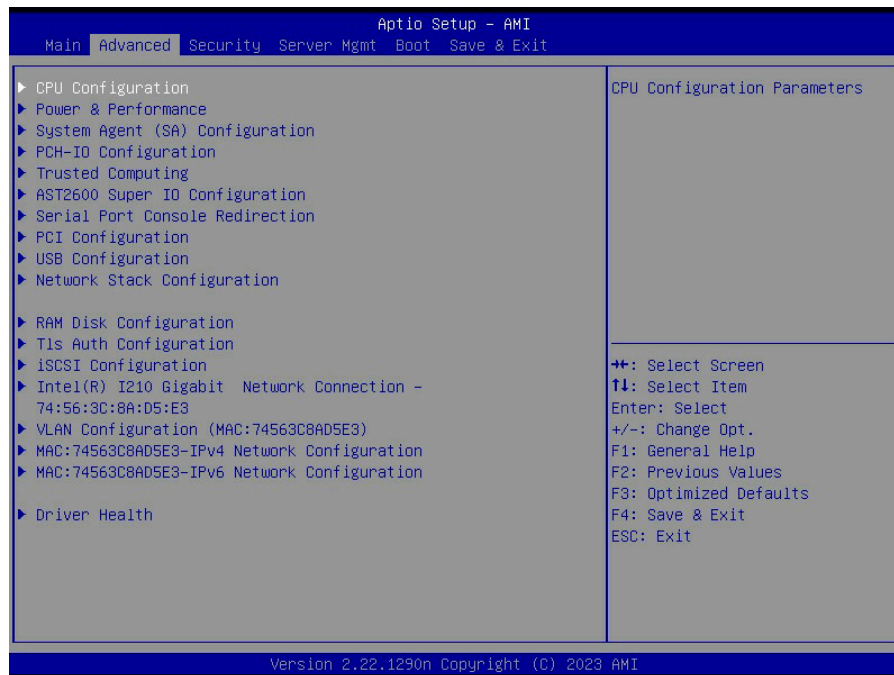 Aptio Setup – AMI
Main Advanced Security Server Mgmt Boot Save & Exit
▶ CPU Configuration
▶ Power & Performance
▶ System Agent (SA) Configuration
▶ PCH-IO Configuration
▶ Trusted Computing
▶ AST2600 Super IO Configuration
▶ Serial Port Console Redirection
▶ PCI Configuration
▶ USB Configuration
▶ Network Stack Configuration
▶ RAM Disk Configuration
▶ Tls Auth Configuration
▶ iSCSI Configuration
▶ Intel(R) I210 Gigabit Network Connection –
74:56:3C:8A:D5:E3
▶ VLAN Configuration (MAC:74563C8AD5E3)
▶ MAC:74563C8AD5E3-IPv4 Network Configuration
▶ MAC:74563C8AD5E3-IPv6 Network Configuration
▶ Driver Health
CPU Configuration Parameters
→←: Select Screen
↑↓: Select Item
Enter: Select
+/-: Change Opt.
F1: General Help
F2: Previous Values
F3: Optimized Defaults
F4: Save & Exit
ESC: Exit
Version 2.22.1290n Copyright (C) 2023 AMI